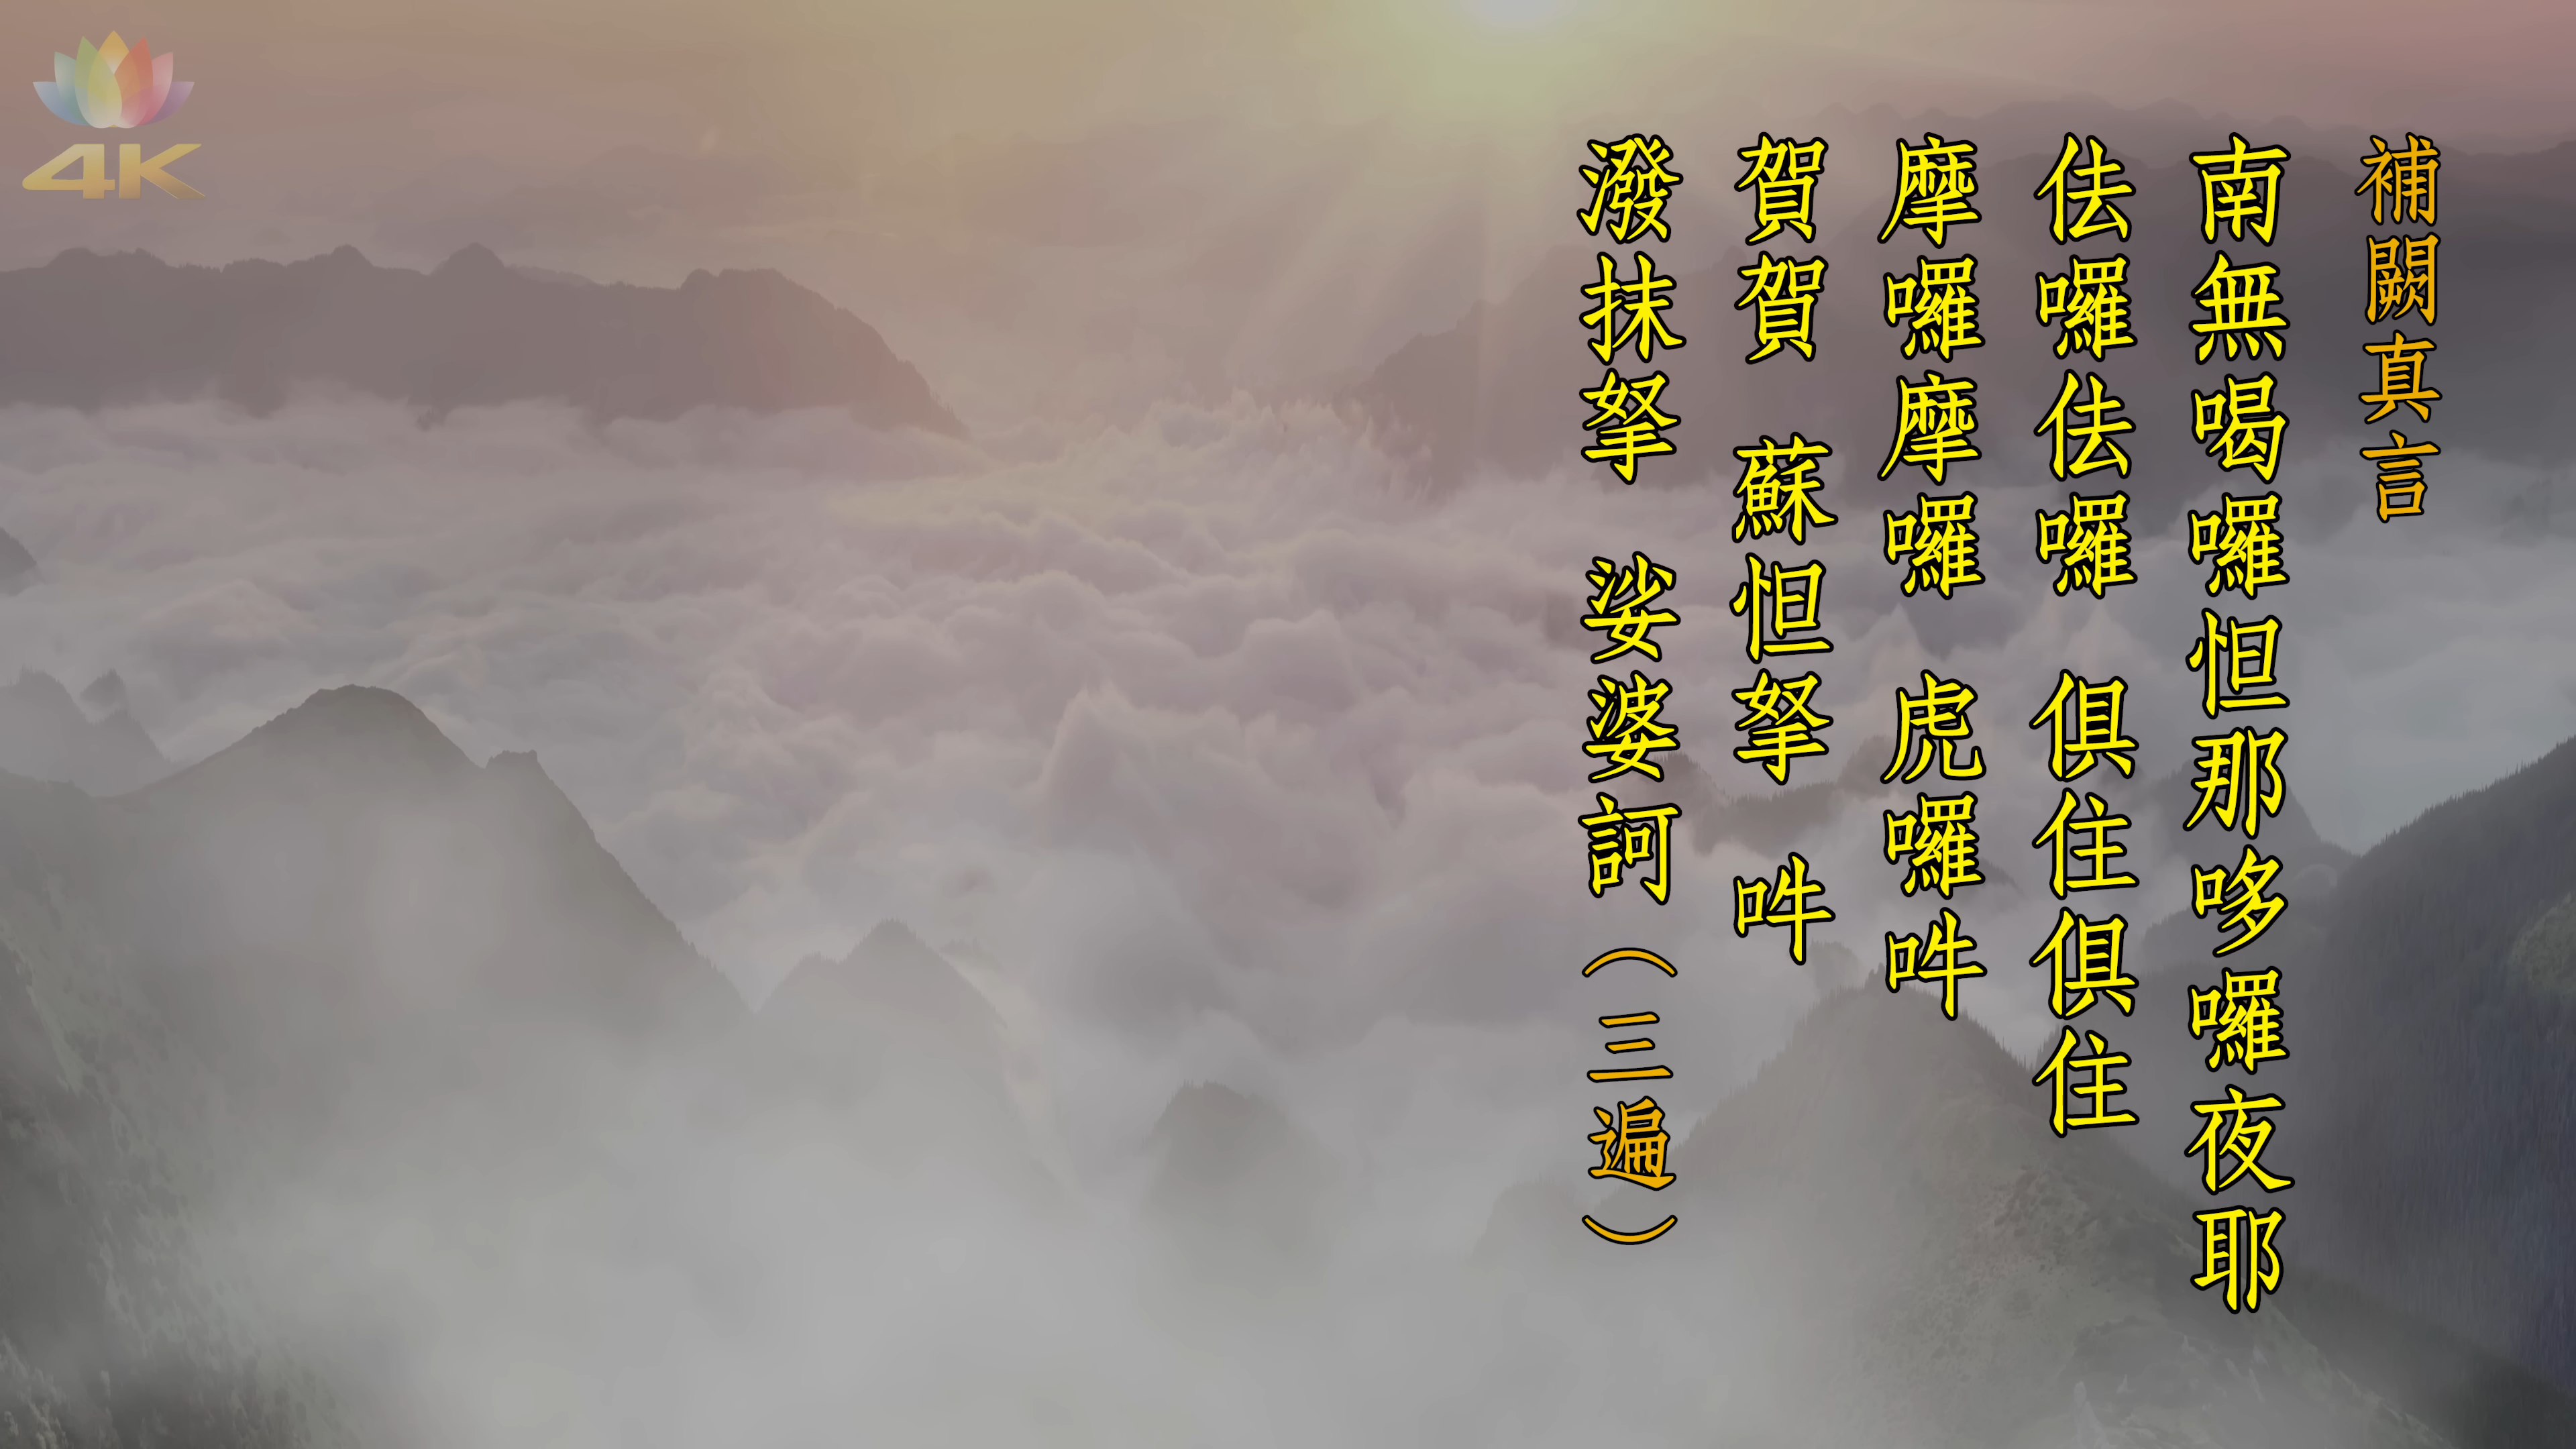 補闕真言
南無喝囉怛那哆囉夜耶
佉囉佉囉 俱住俱住
摩囉摩囉 虎囉吽
賀賀 蘇怛拏 吽
潑抹拏 娑婆訶(三遍)
4K